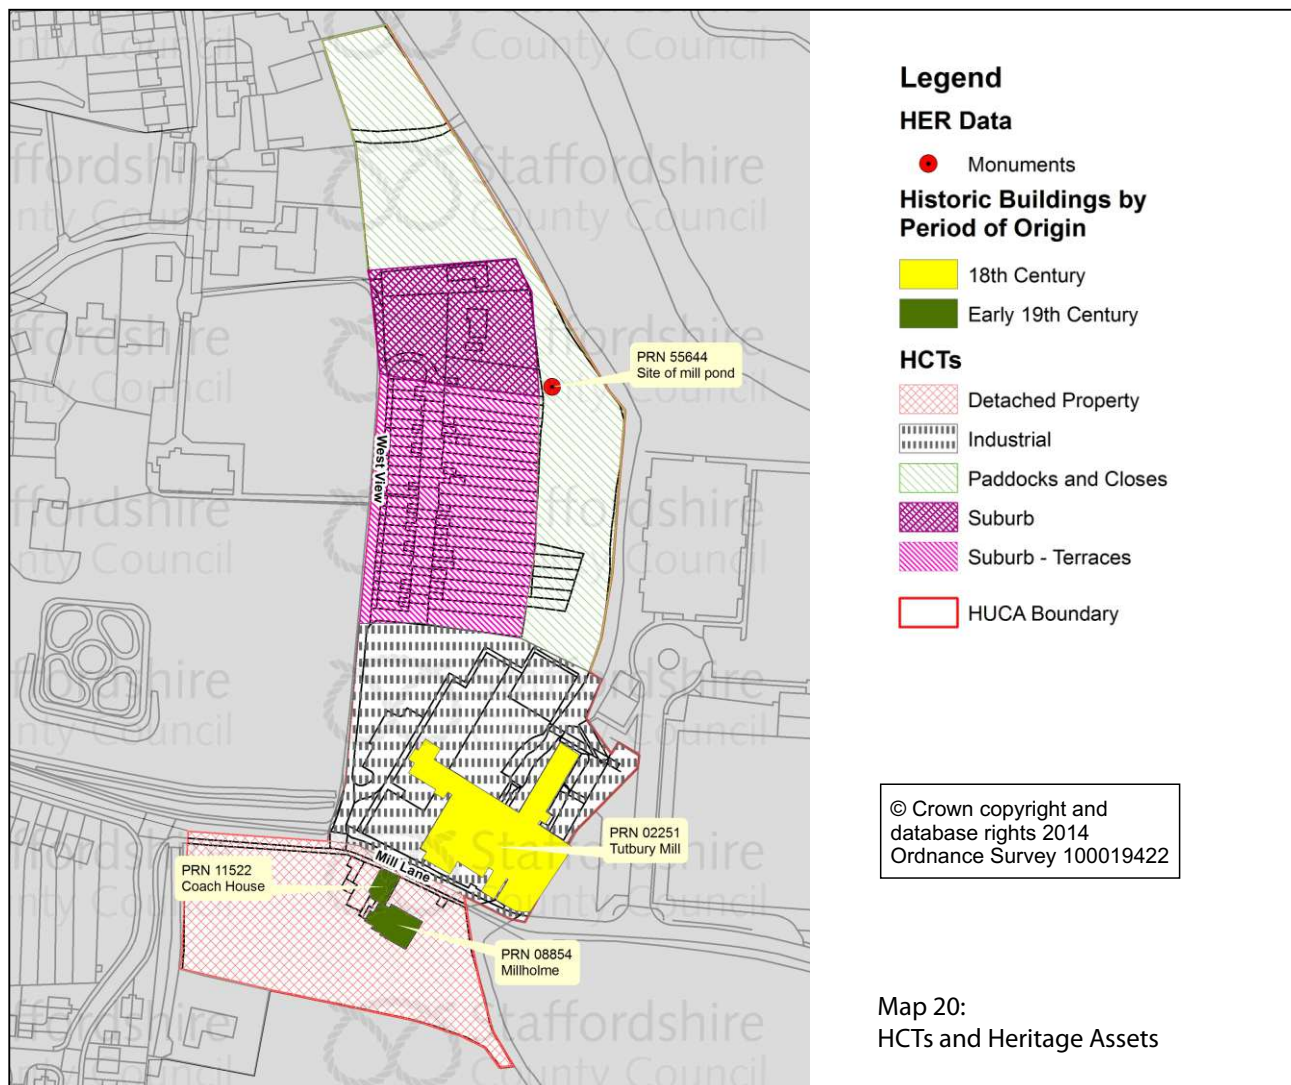 Staffordshire
County Council
PRN 55644
Site of mill pond
West View
PRN 02251
Tutbury Mill
Mill Lane
PRN 11522
Coach House
PRN 08854
Millholme
Legend
HER Data
Monuments
Historic Buildings by
Period of Origin
18th Century
Early 19th Century
HCTs
Detached Property
Industrial
Paddocks and Closes
Suburb
Suburb - Terraces
HUCA Boundary
© Crown copyright and
database rights 2014
Ordnance Survey 100019422
Map 20:
HCTs and Heritage Assets